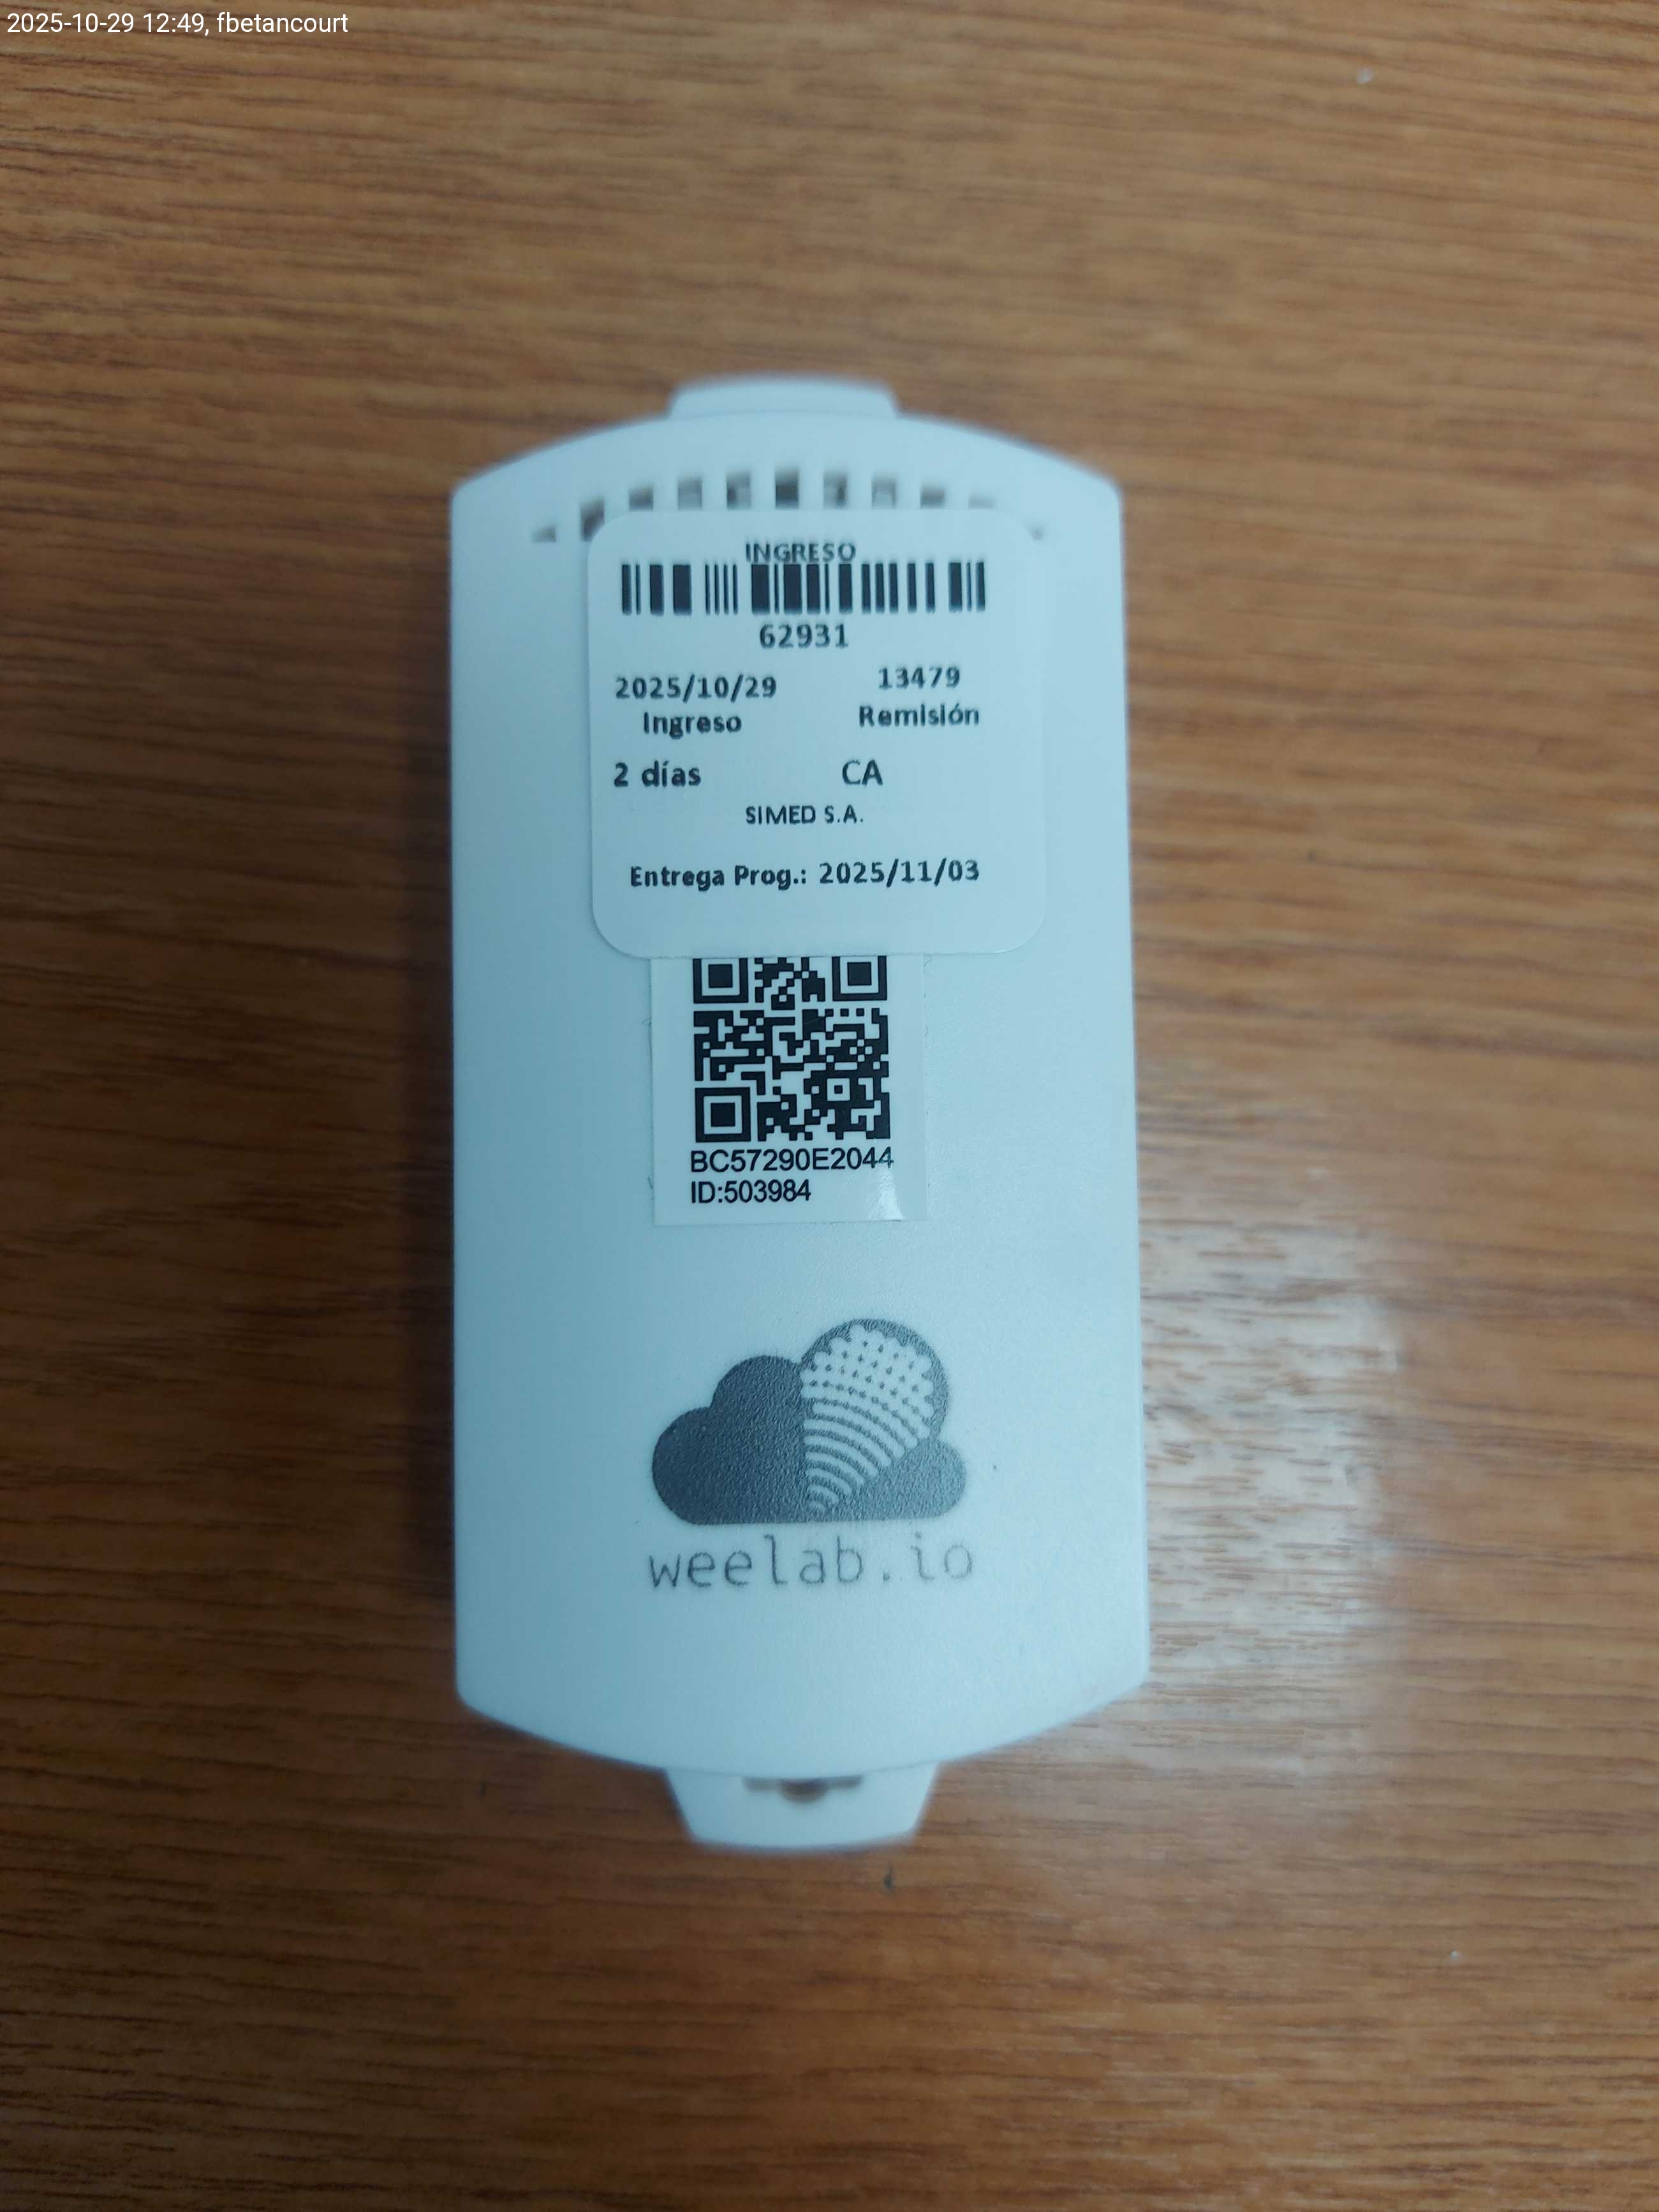 2025-10-29 12:49, fbetancourt
INGRESO
62931
2025/10/29 13479
Ingreso Remisión
2 días CA
SIMED S.A.
Entrega Prog.: 2025/11/03
BC57290E2044
ID:503984
weelab.io